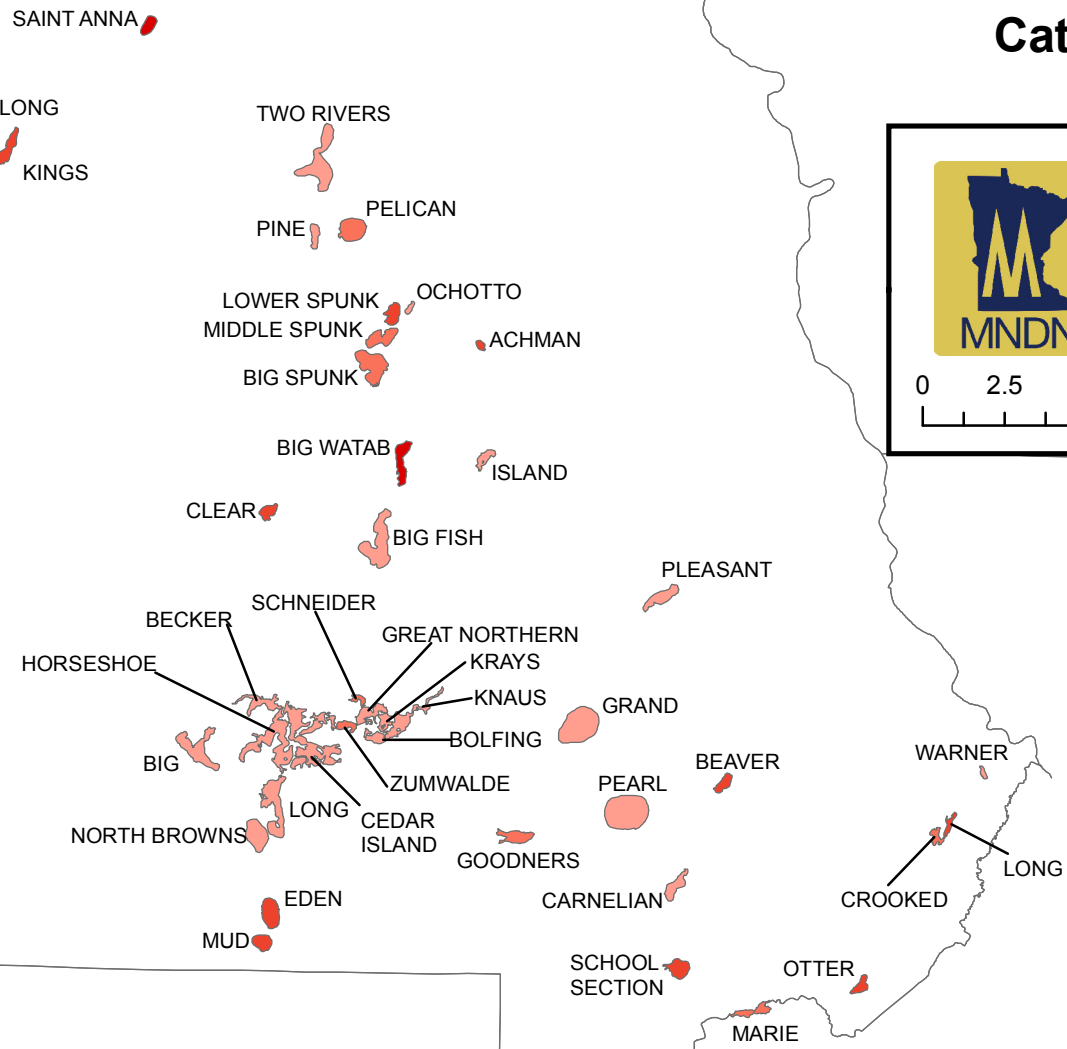 SAINT ANNA
Cat
LONG
TWO RIVERS
KINGS
PELICAN
PINE
OCHOTTO
LOWER SPUNK
MIDDLE SPUNK
ACHMAN
BIG SPUNK
MNDN
0 2.5
BIG WATAB
ISLAND
CLEAR
BIG FISH
PLEASANT
SCHNEIDER
BECKER
GREAT NORTHERN
HORSESHOE
KRAYS
KNAUS
GRAND
BOLFING
BIG
WARNER
BEAVER
ZUMWALDE
PEARL
LONG
CEDAR
ISLAND
NORTH BROWNS
GOODNERS
LONG
CARNELIAN
CROOKED
EDEN
MUD
SCHOOL
SECTION
OTTER
MARIE